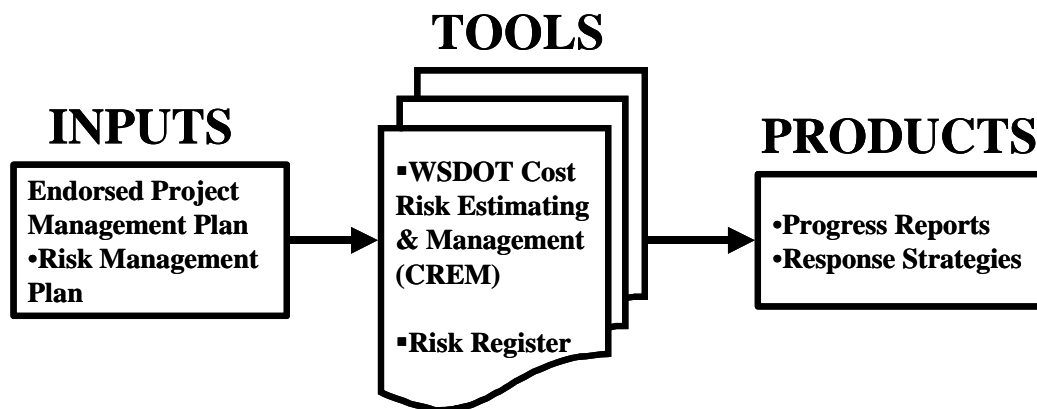 INPUTS
Endorsed Project
Management Plan
•Risk Management
Plan
TOOLS
▪WSDOT Cost
Risk Estimating
& Management
(CREM)
▪Risk Register
PRODUCTS
•Progress Reports
•Response Strategies